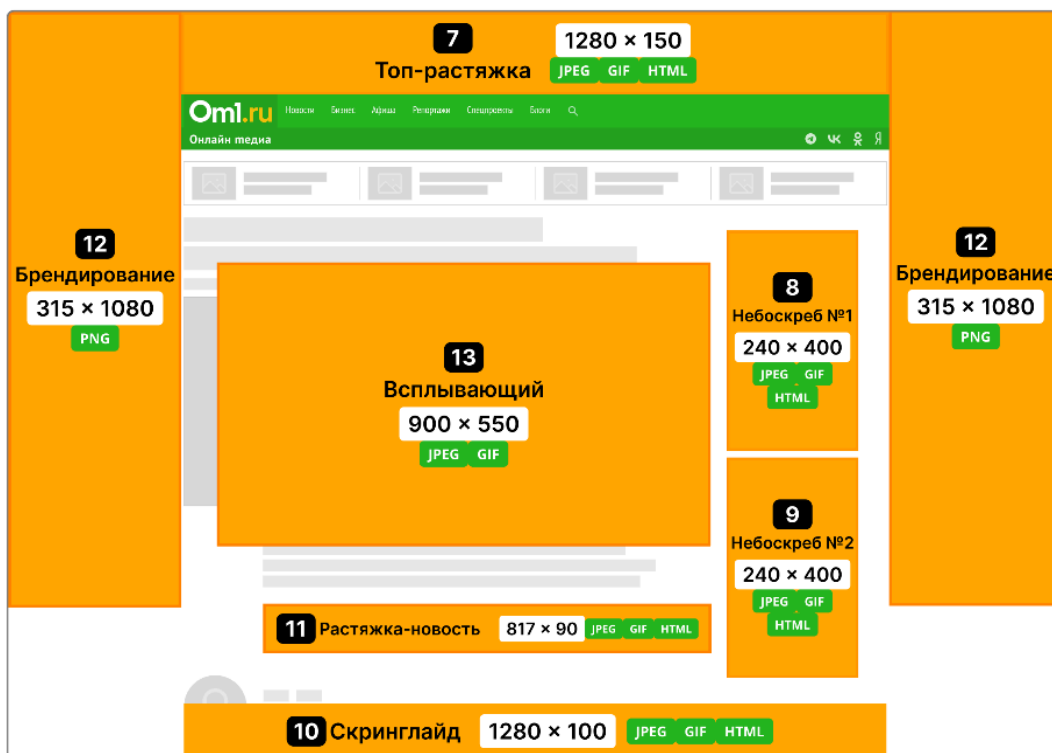 7
1280 × 150
Топ-растяжка
JPEG GIF HTML
Om1.ru
Новости Бизнес Афиша Репортажи Спецпроекты Блоги
Онлайн медиа
12
Брендирование
315 × 1080
PNG
13
Всплывающий
900 × 550
JPEG GIF
8
Небоскреб №1
240 × 400
JPEG GIF
HTML
12
Брендирование
315 × 1080
PNG
9
Небоскреб №2
240 × 400
JPEG GIF
HTML
11 Растяжка-новость 817 × 90 JPEG GIF HTML
10 Скринглайд 1280 × 100 JPEG GIF HTML